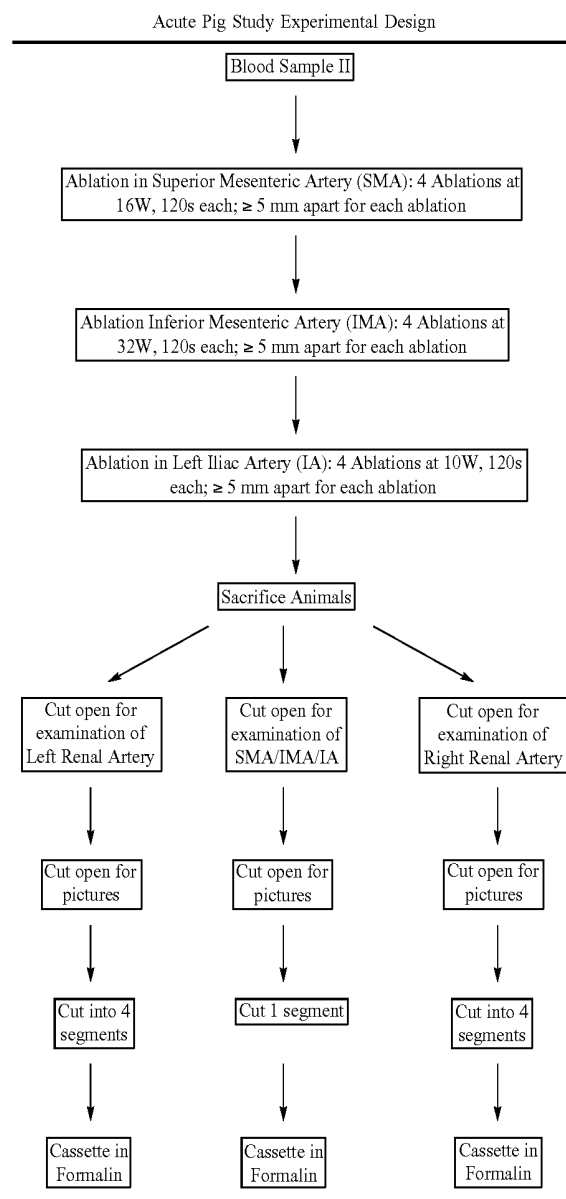 Acute Pig Study Experimental Design
Blood Sample II
Ablation in Superior Mesenteric Artery (SMA): 4 Ablations at
16W, 120s each; ≥ 5 mm apart for each ablation
Ablation Inferior Mesenteric Artery (IMA): 4 Ablations at
32W, 120s each; ≥ 5 mm apart for each ablation
Ablation in Left Iliac Artery (IA): 4 Ablations at 10W, 120s
each; ≥ 5 mm apart for each ablation
Sacrifice Animals
Cut open for
examination of
Left Renal Artery
Cut open for
examination of
SMA/IMA/IA
Cut open for
examination of
Right Renal Artery
Cut open for
pictures
Cut open for
pictures
Cut open for
pictures
Cut into 4
segments
Cut 1 segment
Cut into 4
segments
Cassette in
Formalin
Cassette in
Formalin
Cassette in
Formalin